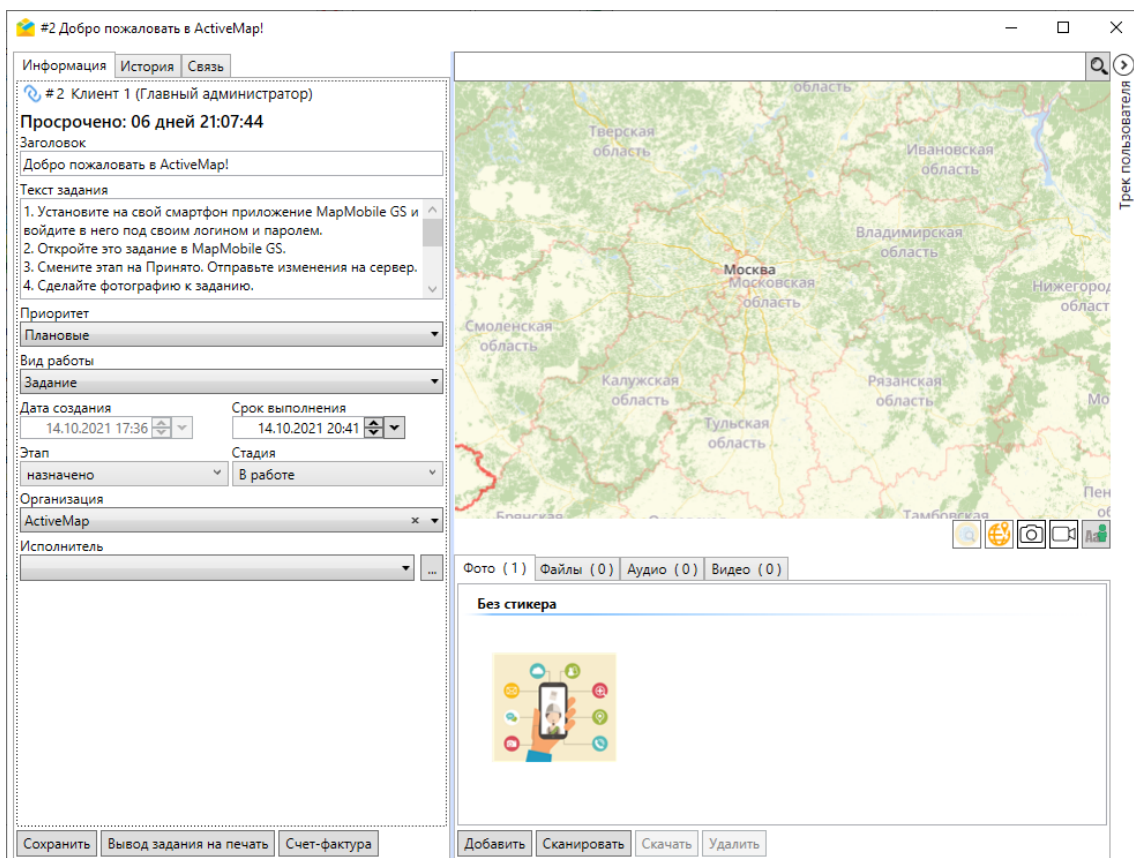 #2 Добро пожаловать в ActiveMap!
Информация История Связь
#2 Клиент 1 (Главный администратор)
Просрочено: 06 дней 21:07:44
Заголовок
Добро пожаловать в ActiveMap!
Текст задания
1. Установите на свой смартфон приложение MapMobile GS и
войдите в него под своим логином и паролем.
2. Откройте это задание в MapMobile GS.
3. Смените этап на Принято. Отправьте изменения на сервер.
4. Сделайте фотографию к заданию.
Приоритет
Плановые
Вид работы
Задание
Дата создания Срок выполнения
14.10.2021 17:36 14.10.2021 20:41
Этап Стадия
назначено В работе
Организация
ActiveMap
Исполнитель
...
Сохранить Вывод задания на печать Счет-фактура
область
Тверская
область
Ивановская
область
Владимирская
область
Москва
Московская
область
Нижегород
област
Смоленская
область
Калужская
область
Рязанская
область
Мо
Тульская
область
Пен
об
Брянская
Тамбовская
Трек пользователя
Фото (1) Файлы (0) Аудио (0) Видео (0)
Без стикера
Добавить Сканировать Скачать Удалить